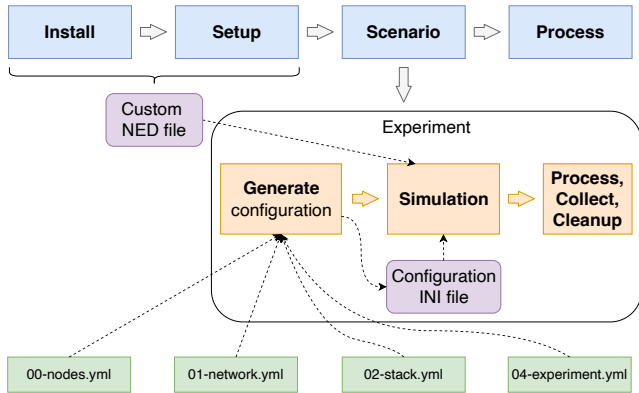 Install
Setup
Scenario
Process
Custom
NED file
Experiment
Generate
configuration
Simulation
Process,
Collect,
Cleanup
Configuration
INI file
00-nodes.yml
01-network.yml
02-stack.yml
04-experiment.yml